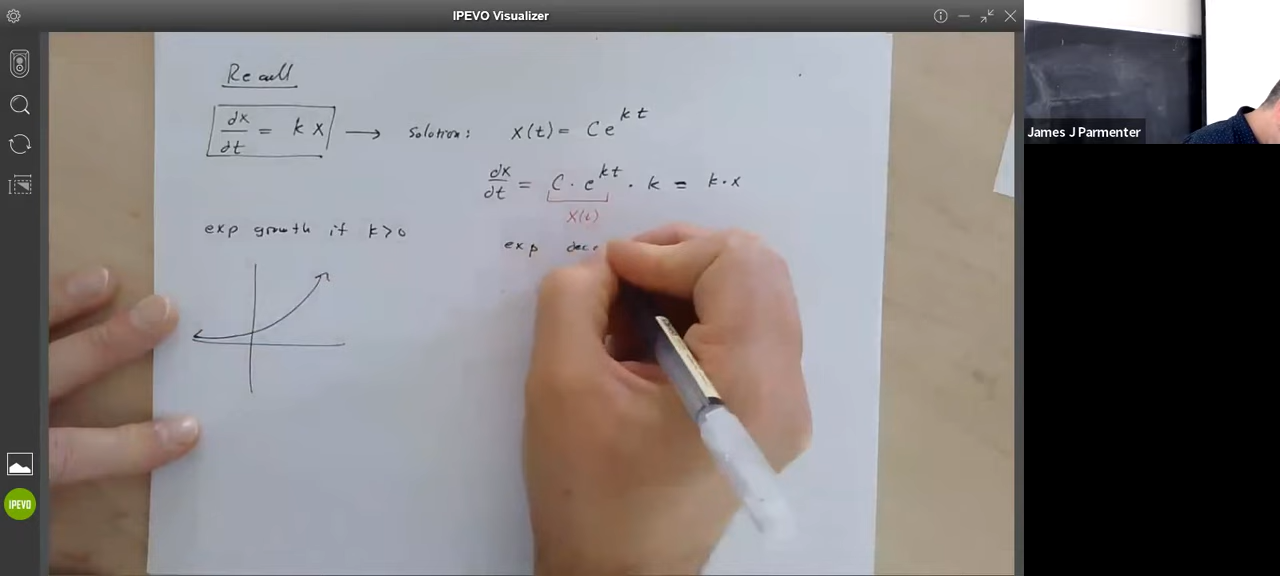 IPEVO Visualizer
James J Parmenter
Recall
dx/dt = k x → Solution: x(t) = Ce^{kt}
dx/dt = C · e^{kt} · k = k · x
x(t)
exp growth if k>0
exp
IPEVO